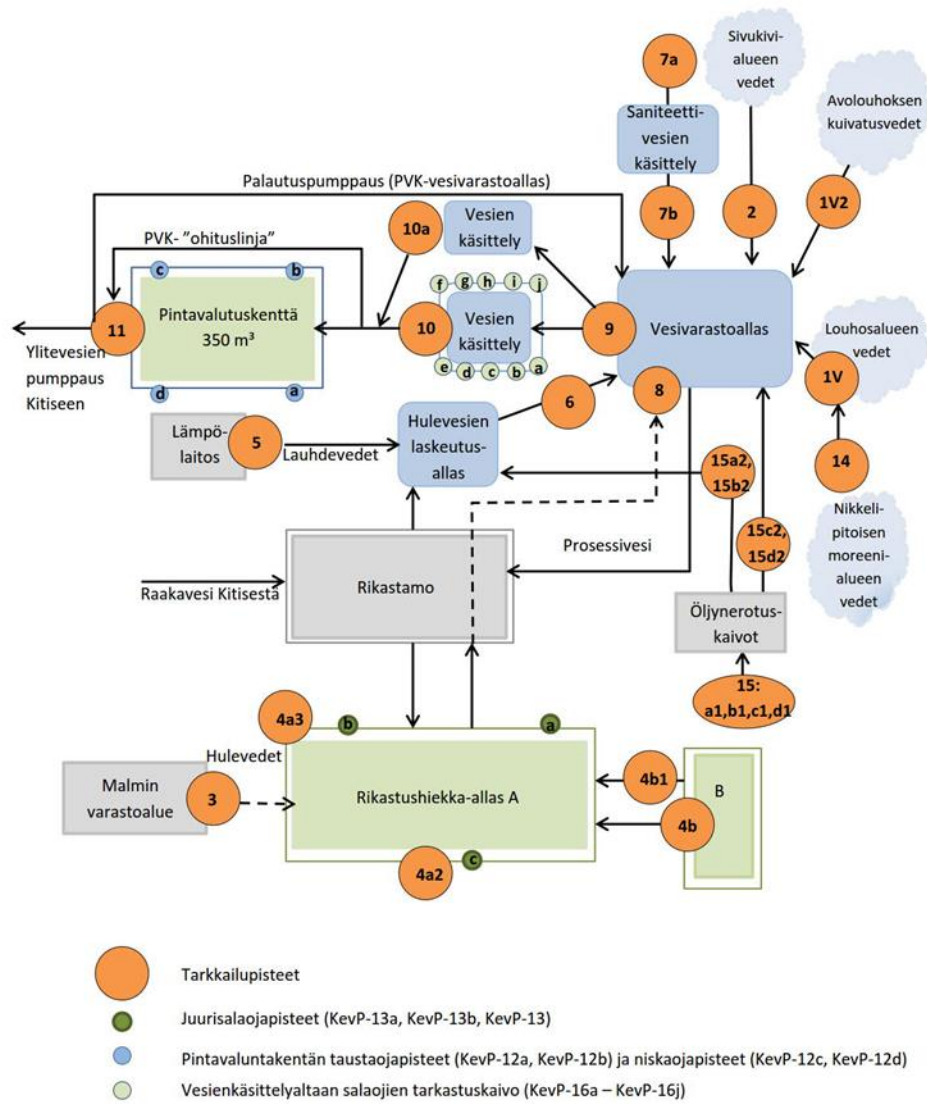 Sivukivi-
alueen
vedet
7a
Avolouhoksen
kuivatusvedet
Saniteetti-
vesien
käsittely
Palautuspumppaus (PVK-vesivarastoallas)
7b
2
1V2
10a
Vesien
käsittely
PVK- ”ohituslinja”
c
b
f
g
h
i
j
Pintavalutuskenttä
350 m³
11
10
Vesien
käsittely
9
Vesivarastoallas
Louhosalueen
vedet
Ylitevesien
pumppaus
Kitiseen
e
d
c
b
a
1V
d
a
6
8
Lämpö-
laitos
5
Lauhdevedet
Hulevesien
laskeutus-
allas
15a2,
15b2
14
15c2,
15d2
Nikkeli-
pitoisen
moreeni-
alueen
vedet
Prosessivesi
Raakavesi Kitisestä
Rikastamo
Öljynerotus-
kaivot
15:
a1,b1,c1,d1
4a3
b
a
Hulevedet
Malmin
varastoalue
3
Rikastushiekka-allas A
4b1
B
4b
4a2
c
Tarkkailupisteet
Juurisalaojapisteet (KevP-13a, KevP-13b, KevP-13)
Pintavaluntakentän taustaojapisteet (KevP-12a, KevP-12b) ja niskaojapisteet (KevP-12c, KevP-12d)
Vesienkäsittelyaltaan salaojien tarkastuskaivo (KevP-16a – KevP-16j)